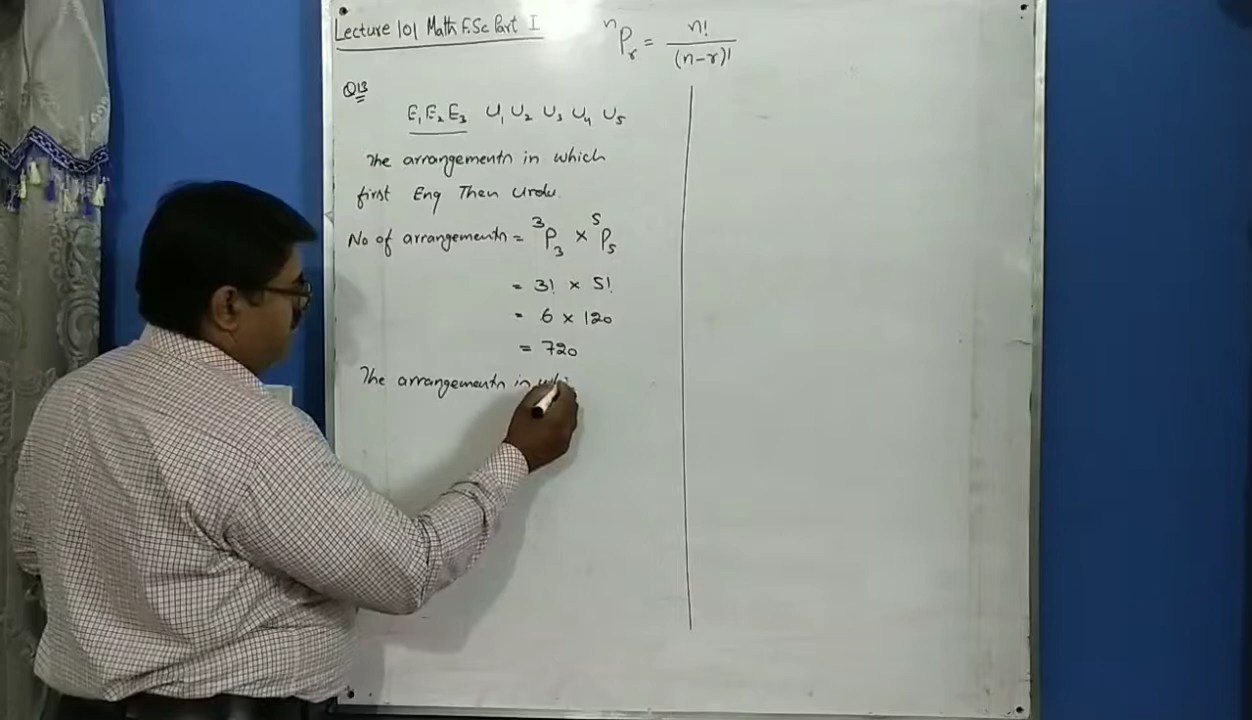 Lecture 101 Math F.Sc Part I
ⁿPᵣ = n! / (n-r)!
Q13
E₁ E₂ E₃ U₁ U₂ U₃ U₄ U₅
The arrangements in which
first Eng Then Urdu.
No of arrangements = ³P₃ × ⁵P₅
= 3! × 5!
= 6 × 120
= 720
The arrangements in whi